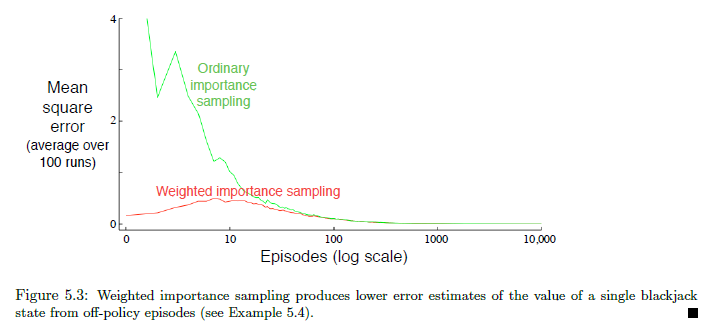 4
2
0
Mean
square
error
(average over
100 runs)
Ordinary
importance
sampling
Weighted importance sampling
0 10 100 1000 10,000
Episodes (log scale)
Figure 5.3: Weighted importance sampling produces lower error estimates of the value of a single blackjack
state from off-policy episodes (see Example 5.4).